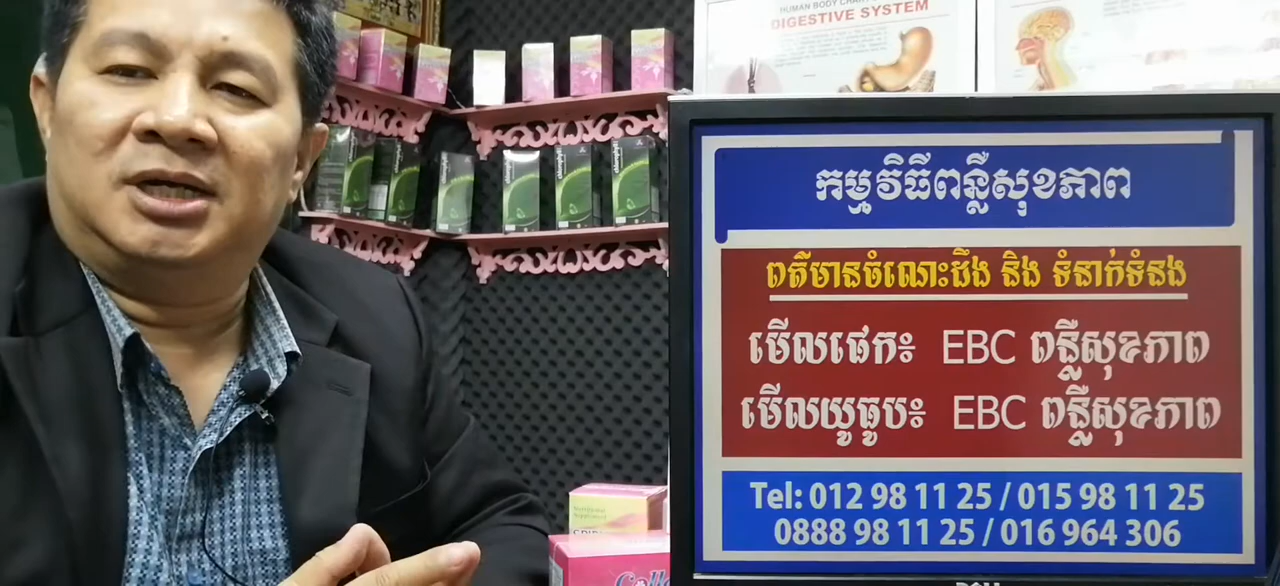 HUMAN BODY CHART
DIGESTIVE SYSTEM
កម្មវិធីពន្លឺសុខភាព
ពត៌មានចំណេះដឹង និង ទំនាក់ទំនង
មើលផេក៖ EBC ពន្លឺសុខភាព
មើលយូធូប៖ EBC ពន្លឺសុខភាព
Tel: 012 98 11 25 / 015 98 11 25
0888 98 11 25 / 016 964 306